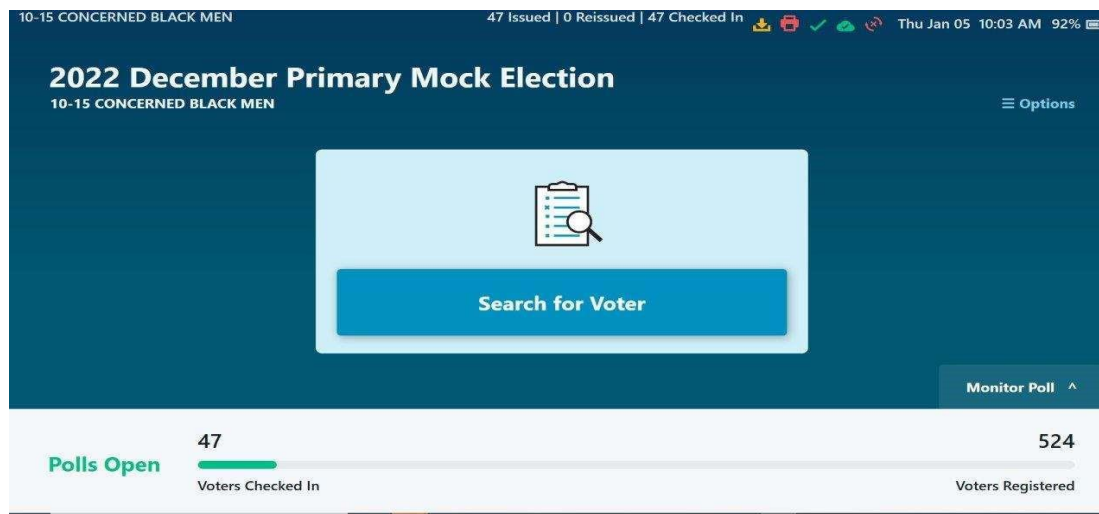 10-15 CONCERNED BLACK MEN 47 Issued | 0 Reissued | 47 Checked In Thu Jan 05 10:03 AM 92%
2022 December Primary Mock Election
10-15 CONCERNED BLACK MEN
Options
Search for Voter
Monitor Poll ^
47 524
Polls Open
Voters Checked In Voters Registered